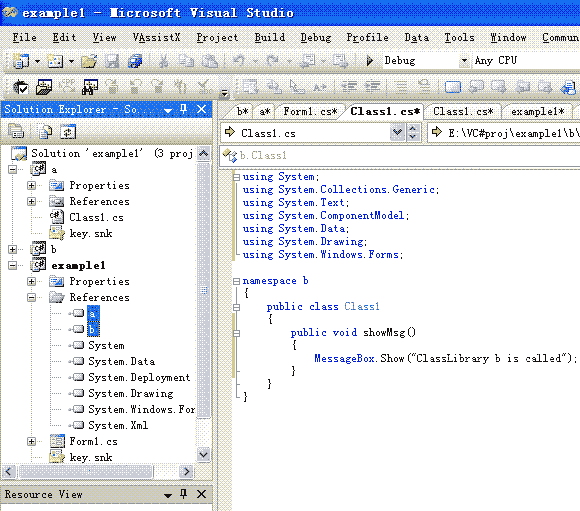 example1 - Microsoft Visual Studio
File Edit View VAssistX Project Build Debug Profile Data Tools Window Commun
Debug Any CPU
Solution Explorer - So...
b* a* Form1.cs* Class1.cs* Class1.cs* example1*
Class1.cs E:\VC#proj\example1\b\
b.Class1
Solution 'example1' (3 proj
a
Properties
References
Class1.cs
key.snk
b
example1
Properties
References
a
b
System
System.Data
System.Deployment
System.Drawing
System.Windows.For
System.Xml
Form1.cs
key.snk
Resource View
using System;
using System.Collections.Generic;
using System.Text;
using System.ComponentModel;
using System.Data;
using System.Drawing;
using System.Windows.Forms;
namespace b
{
public class Class1
{
public void showMsg()
{
MessageBox.Show("ClassLibrary b is called");
}
}
}